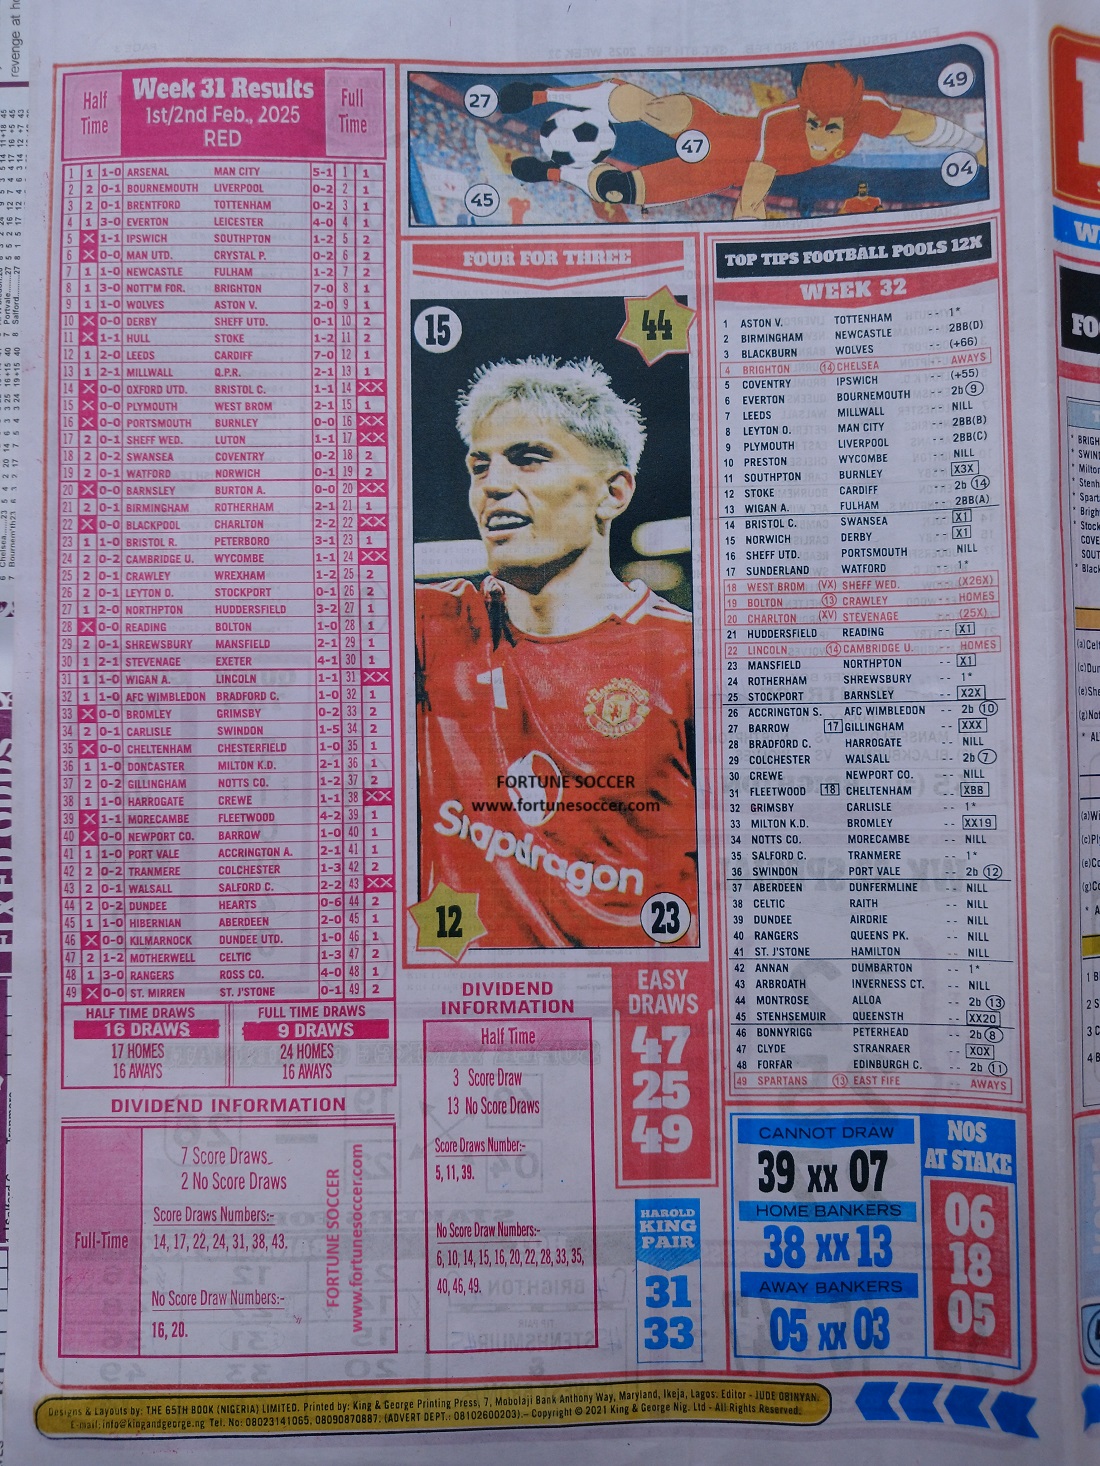 Half Time
Week 31 Results
1st/2nd Feb., 2025
RED
Full Time
1 1 1-0 ARSENAL MAN CITY 5-1 1 1
2 2 0-1 BOURNEMOUTH LIVERPOOL 0-2 2 1
3 2 0-1 BRENTFORD TOTTENHAM 0-2 3 1
4 1 3-0 EVERTON LEICESTER 4-0 4 1
5 X 1-1 IPSWICH SOUTHPTON 1-2 5 2
6 X 0-0 MAN UTD. CRYSTAL P. 0-2 6 2
7 1 1-0 NEWCASTLE FULHAM 1-2 7 2
8 1 3-0 NOTT'M FOR. BRIGHTON 7-0 8 1
9 1 1-0 WOLVES ASTON V. 2-0 9 1
10 X 0-0 DERBY SHEFF UTD. 0-1 10 2
11 X 1-1 HULL STOKE 1-2 11 2
12 1 2-0 LEEDS CARDIFF 7-0 12 1
13 1 2-1 MILLWALL Q.P.R. 2-1 13 1
14 X 0-0 OXFORD UTD. BRISTOL C. 1-1 14 XX
15 X 0-0 PLYMOUTH WEST BROM 2-1 15 1
16 X 0-0 PORTSMOUTH BURNLEY 0-0 16 XX
17 2 0-1 SHEFF WED. LUTON 1-1 17 XX
18 2 0-2 SWANSEA COVENTRY 0-2 18 2
19 2 0-1 WATFORD NORWICH 0-1 19 2
20 X 0-0 BARNSLEY BURTON A. 0-0 20 XX
21 2 0-1 BIRMINGHAM ROTHERHAM 2-1 21 1
22 X 0-0 BLACKPOOL CHARLTON 2-2 22 XX
23 1 1-0 BRISTOL R. PETERBORO 3-1 23 1
24 2 0-2 CAMBRIDGE U. WYCOMBE 1-1 24 XX
25 2 0-1 CRAWLEY WREXHAM 1-2 25 2
26 2 0-1 LEYTON O. STOCKPORT 0-1 26 2
27 1 2-0 NORTHPTON HUDDERSFIELD 3-2 27 1
28 X 0-0 READING BOLTON 1-0 28 1
29 2 0-1 SHREWSBURY MANSFIELD 2-1 29 1
30 1 2-1 STEVENAGE EXETER 4-1 30 1
31 1 1-0 WIGAN A. LINCOLN 1-1 31 XX
32 1 1-0 AFC WIMBLEDON BRADFORD C. 1-0 32 1
33 X 0-0 BROMLEY GRIMSBY 0-2 33 2
34 2 0-1 CARLISLE SWINDON 1-5 34 2
35 X 0-0 CHELTENHAM CHESTERFIELD 1-0 35 1
36 1 1-0 DONCASTER MILTON K.D. 2-1 36 1
37 2 0-2 GILLINGHAM NOTTS CO. 1-2 37 2
38 1 1-0 HARROGATE CREWE 1-1 38 XX
39 X 1-1 MORECAMBE FLEETWOOD 4-2 39 1
40 X 0-0 NEWPORT CO. BARROW 1-0 40 1
41 1 1-0 PORT VALE ACCRINGTON A. 2-1 41 1
42 2 0-2 TRANMERE COLCHESTER 1-3 42 2
43 2 0-1 WALSALL SALFORD C. 2-2 43 XX
44 2 0-2 DUNDEE HEARTS 0-6 44 2
45 1 1-0 HIBERNIAN ABERDEEN 2-0 45 1
46 X 0-0 KILMARNOCK DUNDEE UTD. 1-0 46 1
47 2 1-2 MOTHERWELL CELTIC 1-3 47 2
48 1 3-0 RANGERS ROSS CO. 4-0 48 1
49 X 0-0 ST. MIRREN ST. J'STONE 0-1 49 2
HALF TIME DRAWS
16 DRAWS
17 HOMES
16 AWAYS
FULL TIME DRAWS
9 DRAWS
24 HOMES
16 AWAYS
DIVIDEND INFORMATION
Full-Time
7 Score Draws
2 No Score Draws
Score Draws Numbers:-
14, 17, 22, 24, 31, 38, 43.
No Score Draw Numbers:-
16, 20.
FORTUNE SOCCER
www.fortunesoccer.com
27
49
47
45
04
FOUR FOR THREE
15
44
1
FORTUNE SOCCER
www.fortunesoccer.com
Snapdragon
12
23
DIVIDEND
INFORMATION
Half Time
3 Score Draw
13 No Score Draws
Score Draws Number:-
5, 11, 39.
No Score Draws Numbers:-
6, 10, 14, 15, 16, 20, 22, 28, 33, 35,
40, 46, 49.
EASY
DRAWS
47
25
49
HAROLD
KING
PAIR
31
33
TOP TIPS FOOTBALL POOLS 12X
WEEK 32
1 ASTON V. TOTTENHAM -- 1*
2 BIRMINGHAM NEWCASTLE -- 2BB(D)
3 BLACKBURN WOLVES -- (+66)
4 BRIGHTON 14 CHELSEA AWAYS
5 COVENTRY IPSWICH -- (+55)
6 EVERTON BOURNEMOUTH -- 2b 9
7 LEEDS MILLWALL -- NILL
8 LEYTON O. MAN CITY -- 2BB(B)
9 PLYMOUTH LIVERPOOL -- 2BB(C)
10 PRESTON WYCOMBE -- NILL
11 SOUTHPTON BURNLEY -- X3X
12 STOKE CARDIFF -- 2b 14
13 WIGAN A. FULHAM -- 2BB(A)
14 BRISTOL C. SWANSEA -- X1
15 NORWICH DERBY -- X1
16 SHEFF UTD. PORTSMOUTH -- NILL
17 SUNDERLAND WATFORD -- 1*
18 WEST BROM (VX) SHEFF WED. -- (X26X)
19 BOLTON 13 CRAWLEY -- HOMES
20 CHARLTON (XV) STEVENAGE -- (25X)
21 HUDDERSFIELD READING -- X1
22 LINCOLN 14 CAMBRIDGE U. -- HOMES
23 MANSFIELD NORTHPTON -- X1
24 ROTHERHAM SHREWSBURY -- 1*
25 STOCKPORT BARNSLEY -- X2X
26 ACCRINGTON S. AFC WIMBLEDON -- 2b 10
27 BARROW 17 GILLINGHAM -- XXX
28 BRADFORD C. HARROGATE -- NILL
29 COLCHESTER WALSALL -- 2b 7
30 CREWE NEWPORT CO. -- NILL
31 FLEETWOOD 18 CHELTENHAM -- XBB
32 GRIMSBY CARLISLE -- 1*
33 MILTON K.D. BROMLEY -- XX19
34 NOTTS CO. MORECAMBE -- NILL
35 SALFORD C. TRANMERE 1*
36 SWINDON PORT VALE -- 2b 12
37 ABERDEEN DUNFERMLINE -- NILL
38 CELTIC RAITH -- NILL
39 DUNDEE AIRDRIE -- NILL
40 RANGERS QUEENS PK. -- NILL
41 ST. J'STONE HAMILTON -- NILL
42 ANNAN DUMBARTON -- 1*
43 ARBROATH INVERNESS CT. -- NILL
44 MONTROSE ALLOA -- 2b 13
45 STENHSEMUIR QUEENSTH -- XX20
46 BONNYRIGG PETERHEAD -- 2b 8
47 CLYDE STRANRAER -- XOX
48 FORFAR EDINBURGH C. -- 2b 11
49 SPARTANS 13 EAST FIFE -- AWAYS
CANNOT DRAW
39 xx 07
HOME BANKERS
38 xx 13
AWAY BANKERS
05 xx 03
NOS
AT STAKE
06
18
05
Designs & Layouts by: THE 65TH BOOK (NIGERIA) LIMITED. Printed by: King & George Printing Press, 7, Mobolaji Bank Anthony Way, Maryland, Ikeja, Lagos. Editor - JUDE OBINYAN.
E-mail: info@kingandgeorge.ng Tel. No: 08023141065, 08090870887: (ADVERT DEPT.: 08102600203).- Copyright © 2021 King & George Nig. Ltd - All Rights Reserved.